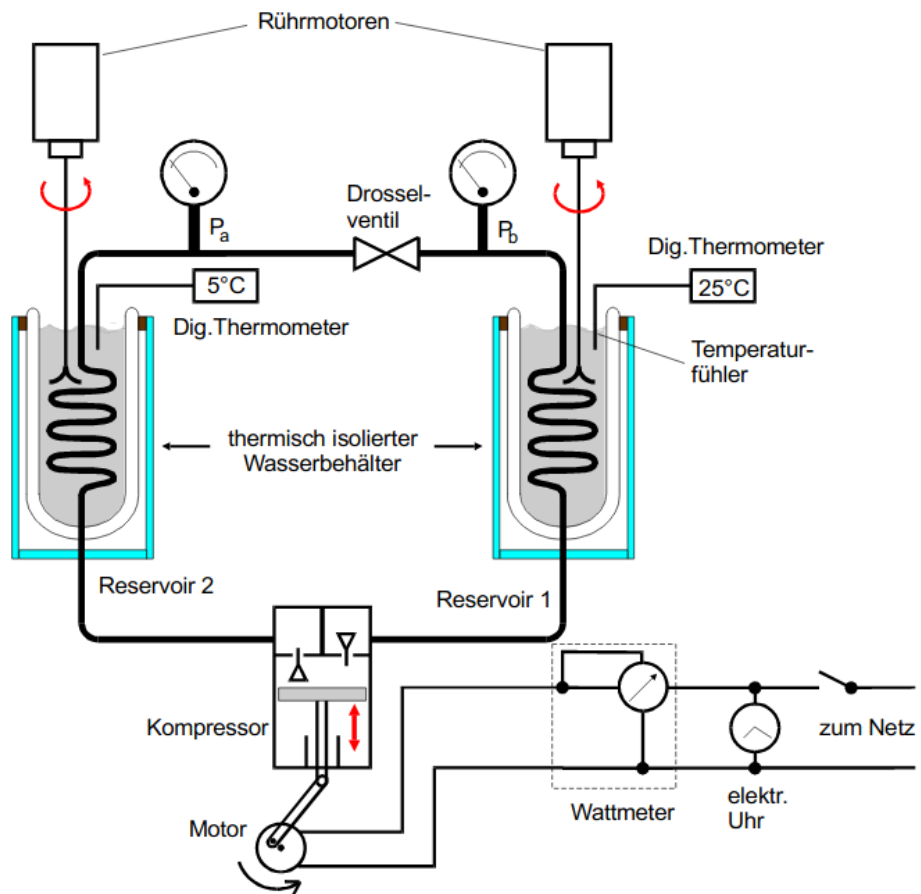 Rührmotoren
Drossel-
ventil
Pa
Pb
Dig.Thermometer
5°C
25°C
Dig.Thermometer
Temperatur-
fühler
thermisch isolierter
Wasserbehälter
Reservoir 2
Reservoir 1
Kompressor
zum Netz
Wattmeter
elektr.
Uhr
Motor